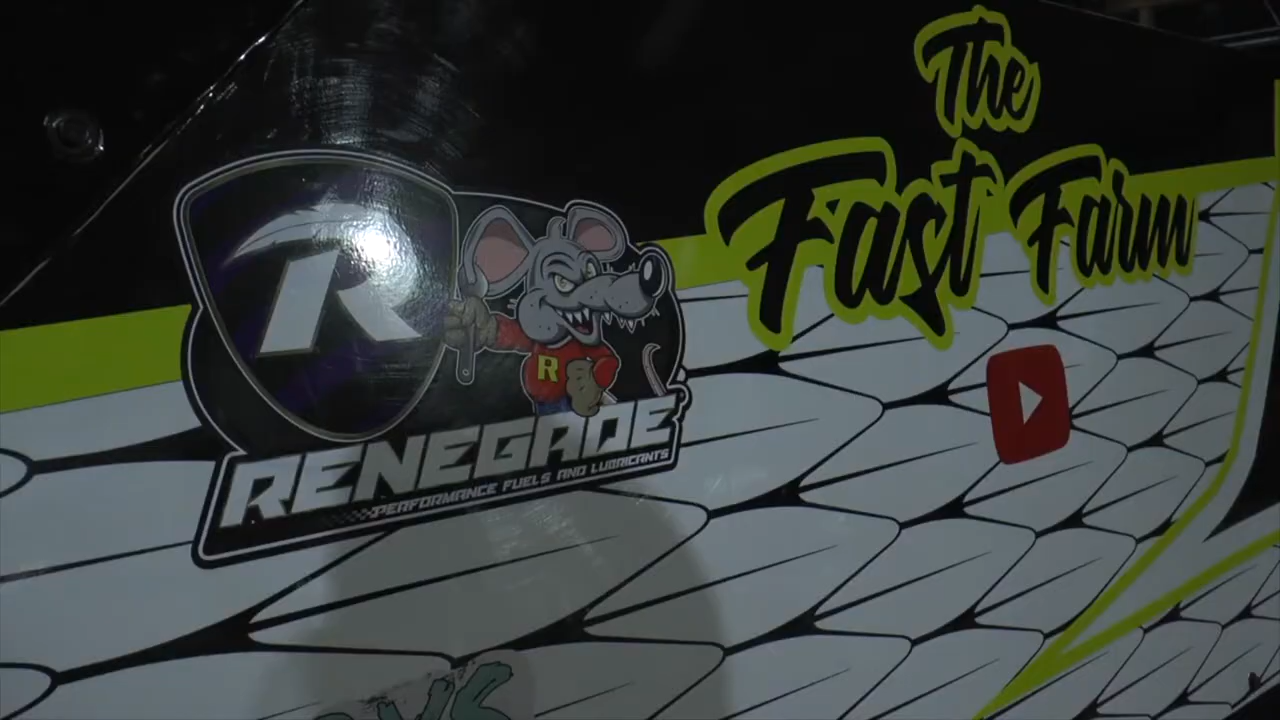 The
Fast Farm
R
R
RENEGADE
PERFORMANCE FUELS AND LUBRICANTS